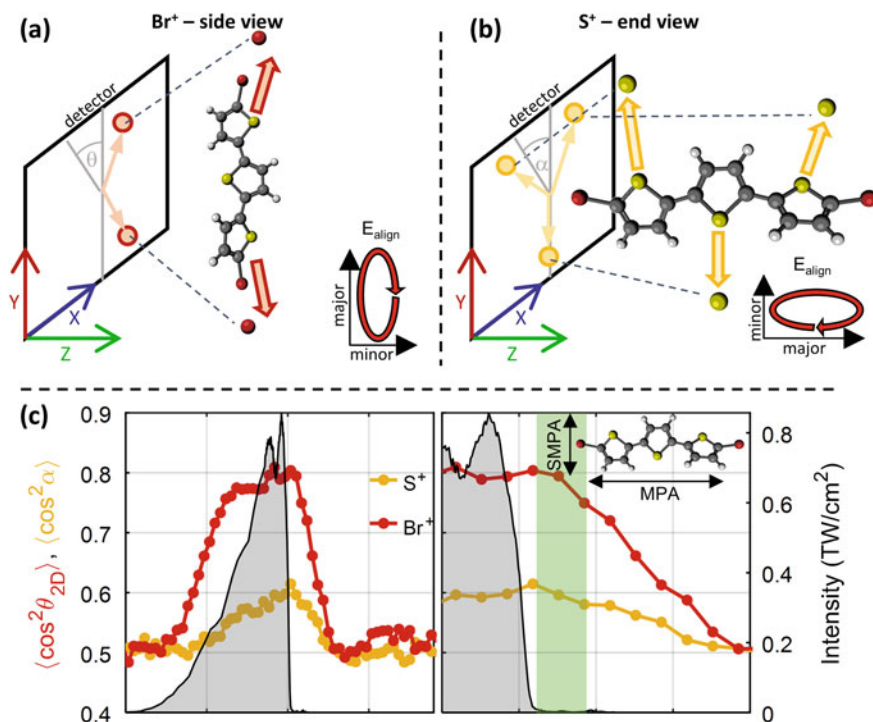 (a) Br⁺ – side view
detector
θ
Y
X
Z
E_align
major
minor
(b) S⁺ – end view
detector
α
Y
X
Z
E_align
minor
major
(c)
⟨cos²θ_2D⟩, ⟨cos²α⟩
0.9
0.8
0.7
0.6
0.5
0.4
S⁺
Br⁺
SMPA
MPA
0.8
0.6
0.4
0.2
0
Intensity (TW/cm²)